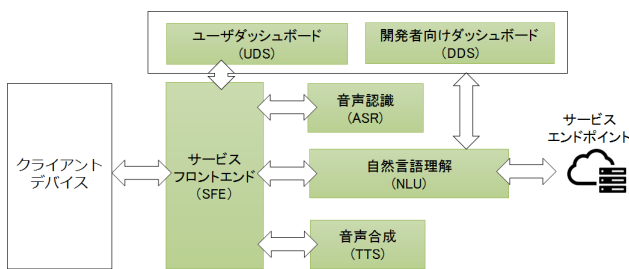 ユーザダッシュボード
(UDS)
開発者向けダッシュボード
(DDS)
音声認識
(ASR)
サービス
エンドポイント
クライアント
デバイス
サービス
フロントエンド
(SFE)
自然言語理解
(NLU)
音声合成
(TTS)